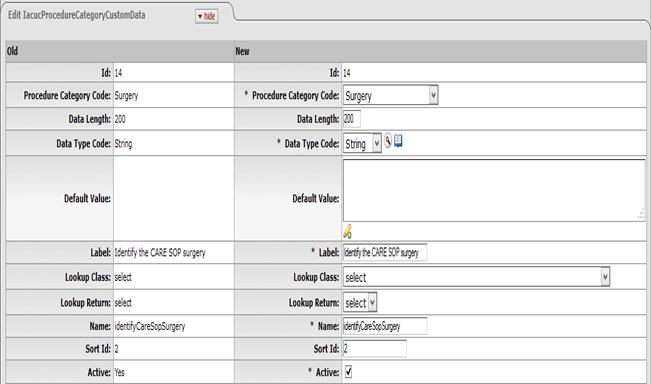 Edit IacucProcedureCategoryCustomData
hide
Old New
Id: 14 Id: 14
Procedure Category Code: Surgery * Procedure Category Code: Surgery
Data Length: 200 Data Length: 200
Data Type Code: String * Data Type Code: String
Default Value: Default Value:
Label: Identify the CARE SOP surgery * Label: Identify the CARE SOP surgery
Lookup Class: select Lookup Class: select
Lookup Return: select Lookup Return: select
Name: identifyCareSopSurgery * Name: identifyCareSopSurgery
Sort Id: 2 Sort Id: 2
Active: Yes * Active: